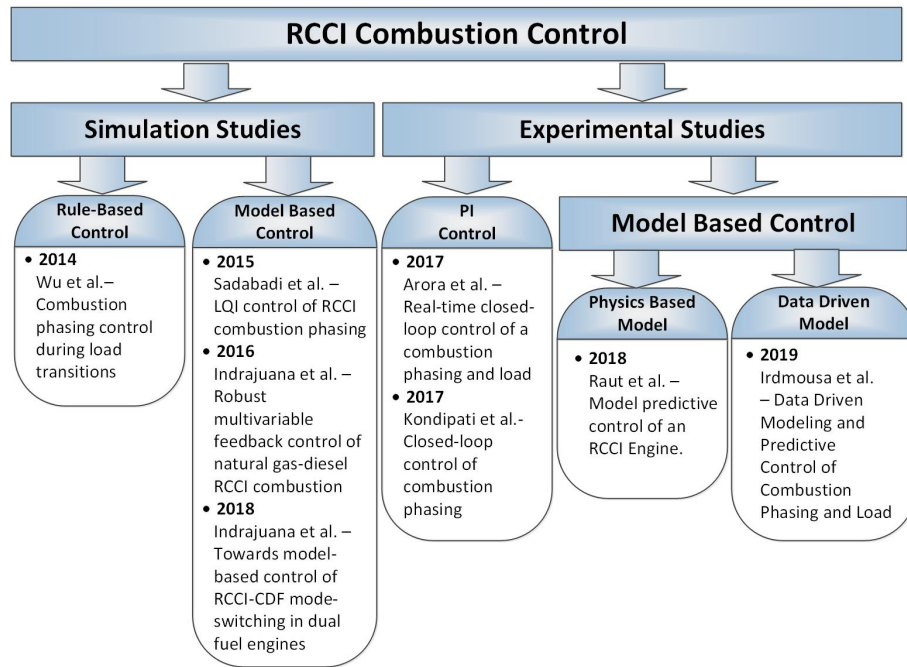 RCCI Combustion Control
Simulation Studies
Experimental Studies
Rule-Based
Control
• 2014
Wu et al.–
Combustion
phasing control
during load
transitions
Model Based
Control
• 2015
Sadabadi et al. –
LQI control of RCCI
combustion phasing
• 2016
Indrajuana et al. –
Robust
multivariable
feedback control of
natural gas-diesel
RCCI combustion
• 2018
Indrajuana et al. –
Towards model-
based control of
RCCI-CDF mode-
switching in dual
fuel engines
PI
Control
• 2017
Arora et al. –
Real-time closed-
loop control of a
combustion
phasing and load
• 2017
Kondipati et al.-
Closed-loop
control of
combustion
phasing
Model Based Control
Physics Based
Model
• 2018
Raut et al. –
Model predictive
control of an
RCCI Engine.
Data Driven
Model
• 2019
Irdmousa et al.
– Data Driven
Modeling and
Predictive
Control of
Combustion
Phasing and Load